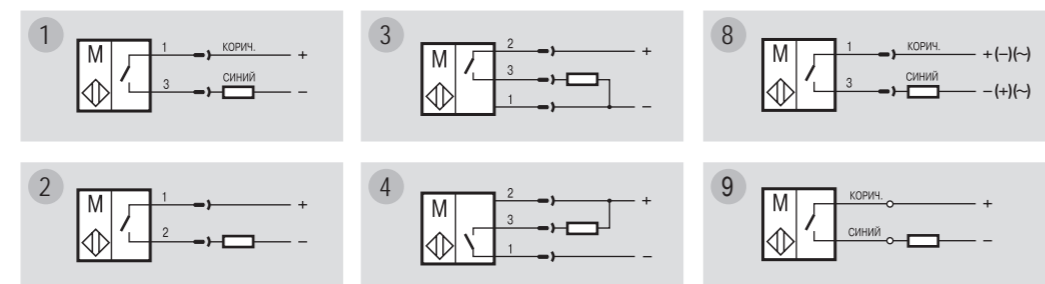 1
M
1 КОРИЧ. +
3 СИНИЙ –
3
M
2 +
3
1 –
8
M
1 КОРИЧ. +(–)(~)
3 СИНИЙ –(+)(~)
2
M
1 +
2 –
4
M
2 +
3
1 –
9
M
КОРИЧ. +
СИНИЙ –